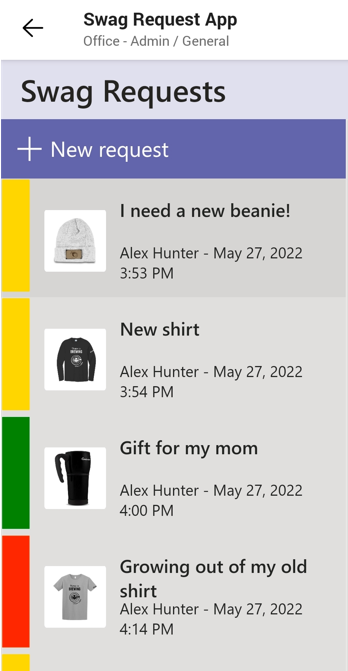 Swag Request App
Office - Admin / General
Swag Requests
New request
I need a new beanie!
Alex Hunter - May 27, 2022
3:53 PM
New shirt
Alex Hunter - May 27, 2022
3:54 PM
Gift for my mom
Alex Hunter - May 27, 2022
4:00 PM
Growing out of my old
shirt
Alex Hunter - May 27, 2022
4:14 PM